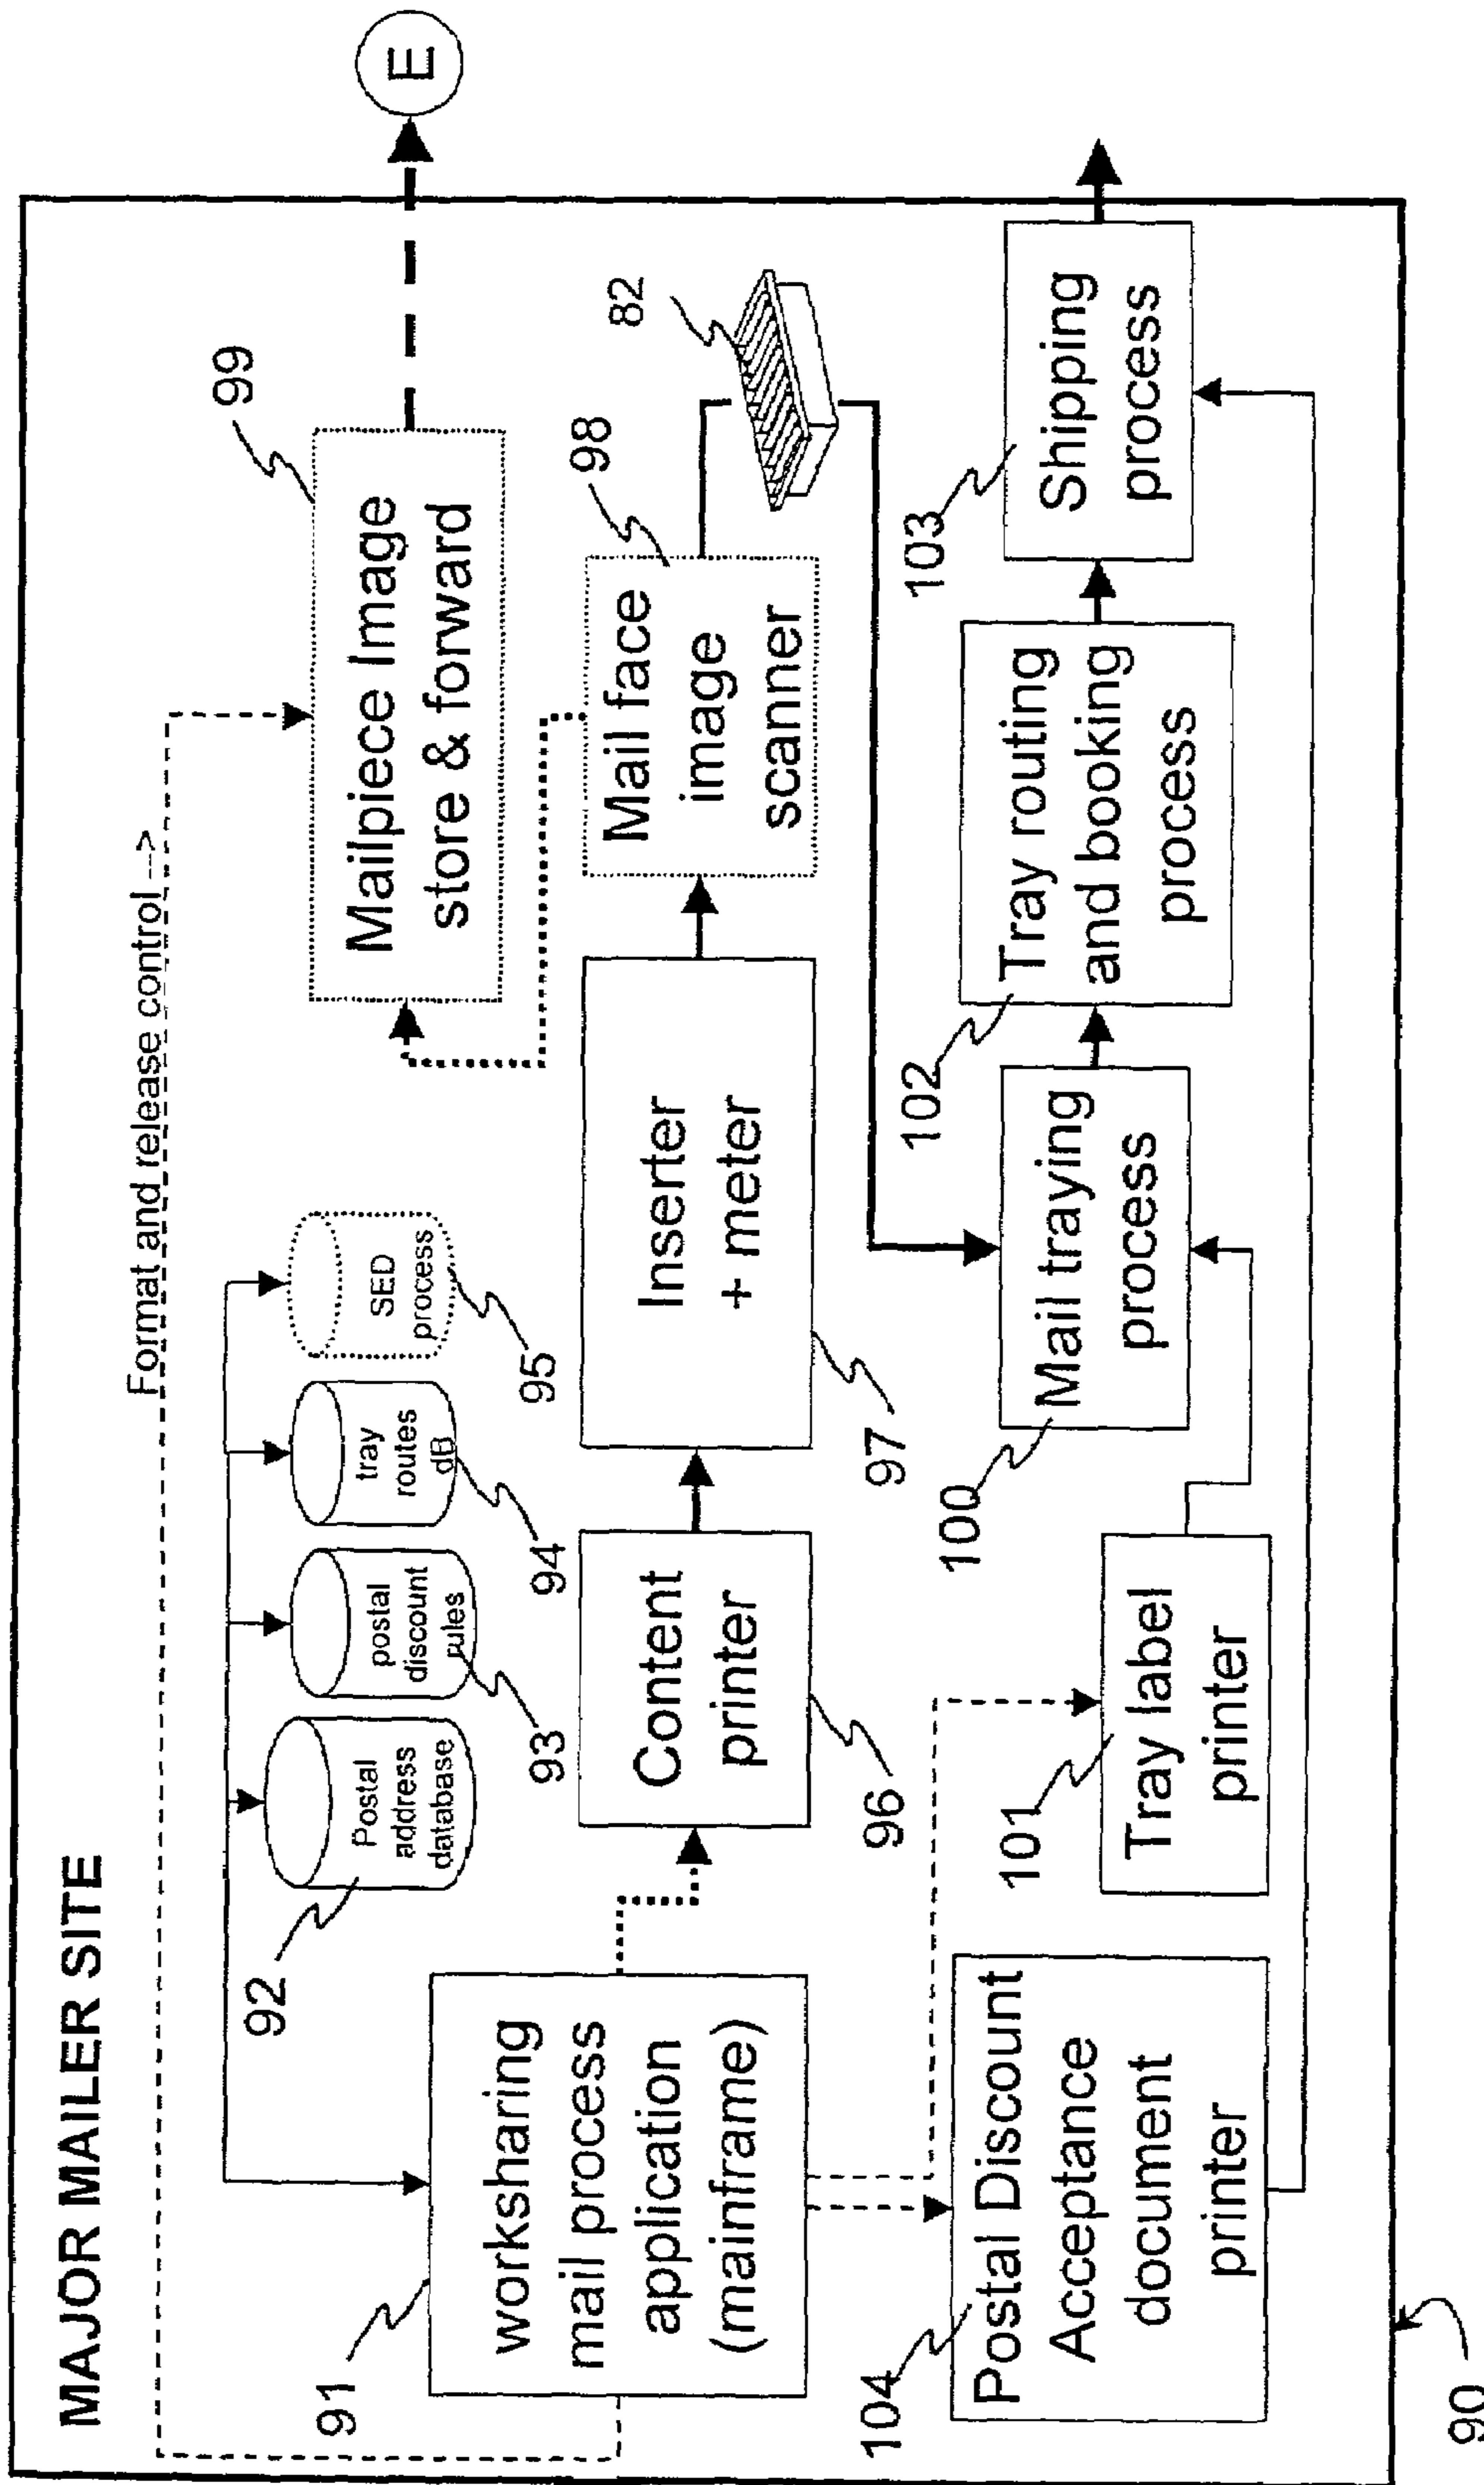 MAJOR MAILER SITE
Format and release control --->
E
99
Mailpiece Image
store & forward
92
Postal
address
database
93
postal
discount
rules
94
tray
routes
dB
95
SED
process
91
worksharing
mail process
application
(mainframe)
96
Content
printer
97
Inserter
+ meter
98
Mail face
image
scanner
82
104
Postal Discount
Acceptance
document
printer
101
Tray label
printer
100
Mail traying
process
102
Tray routing
and booking
process
103
Shipping
process
90